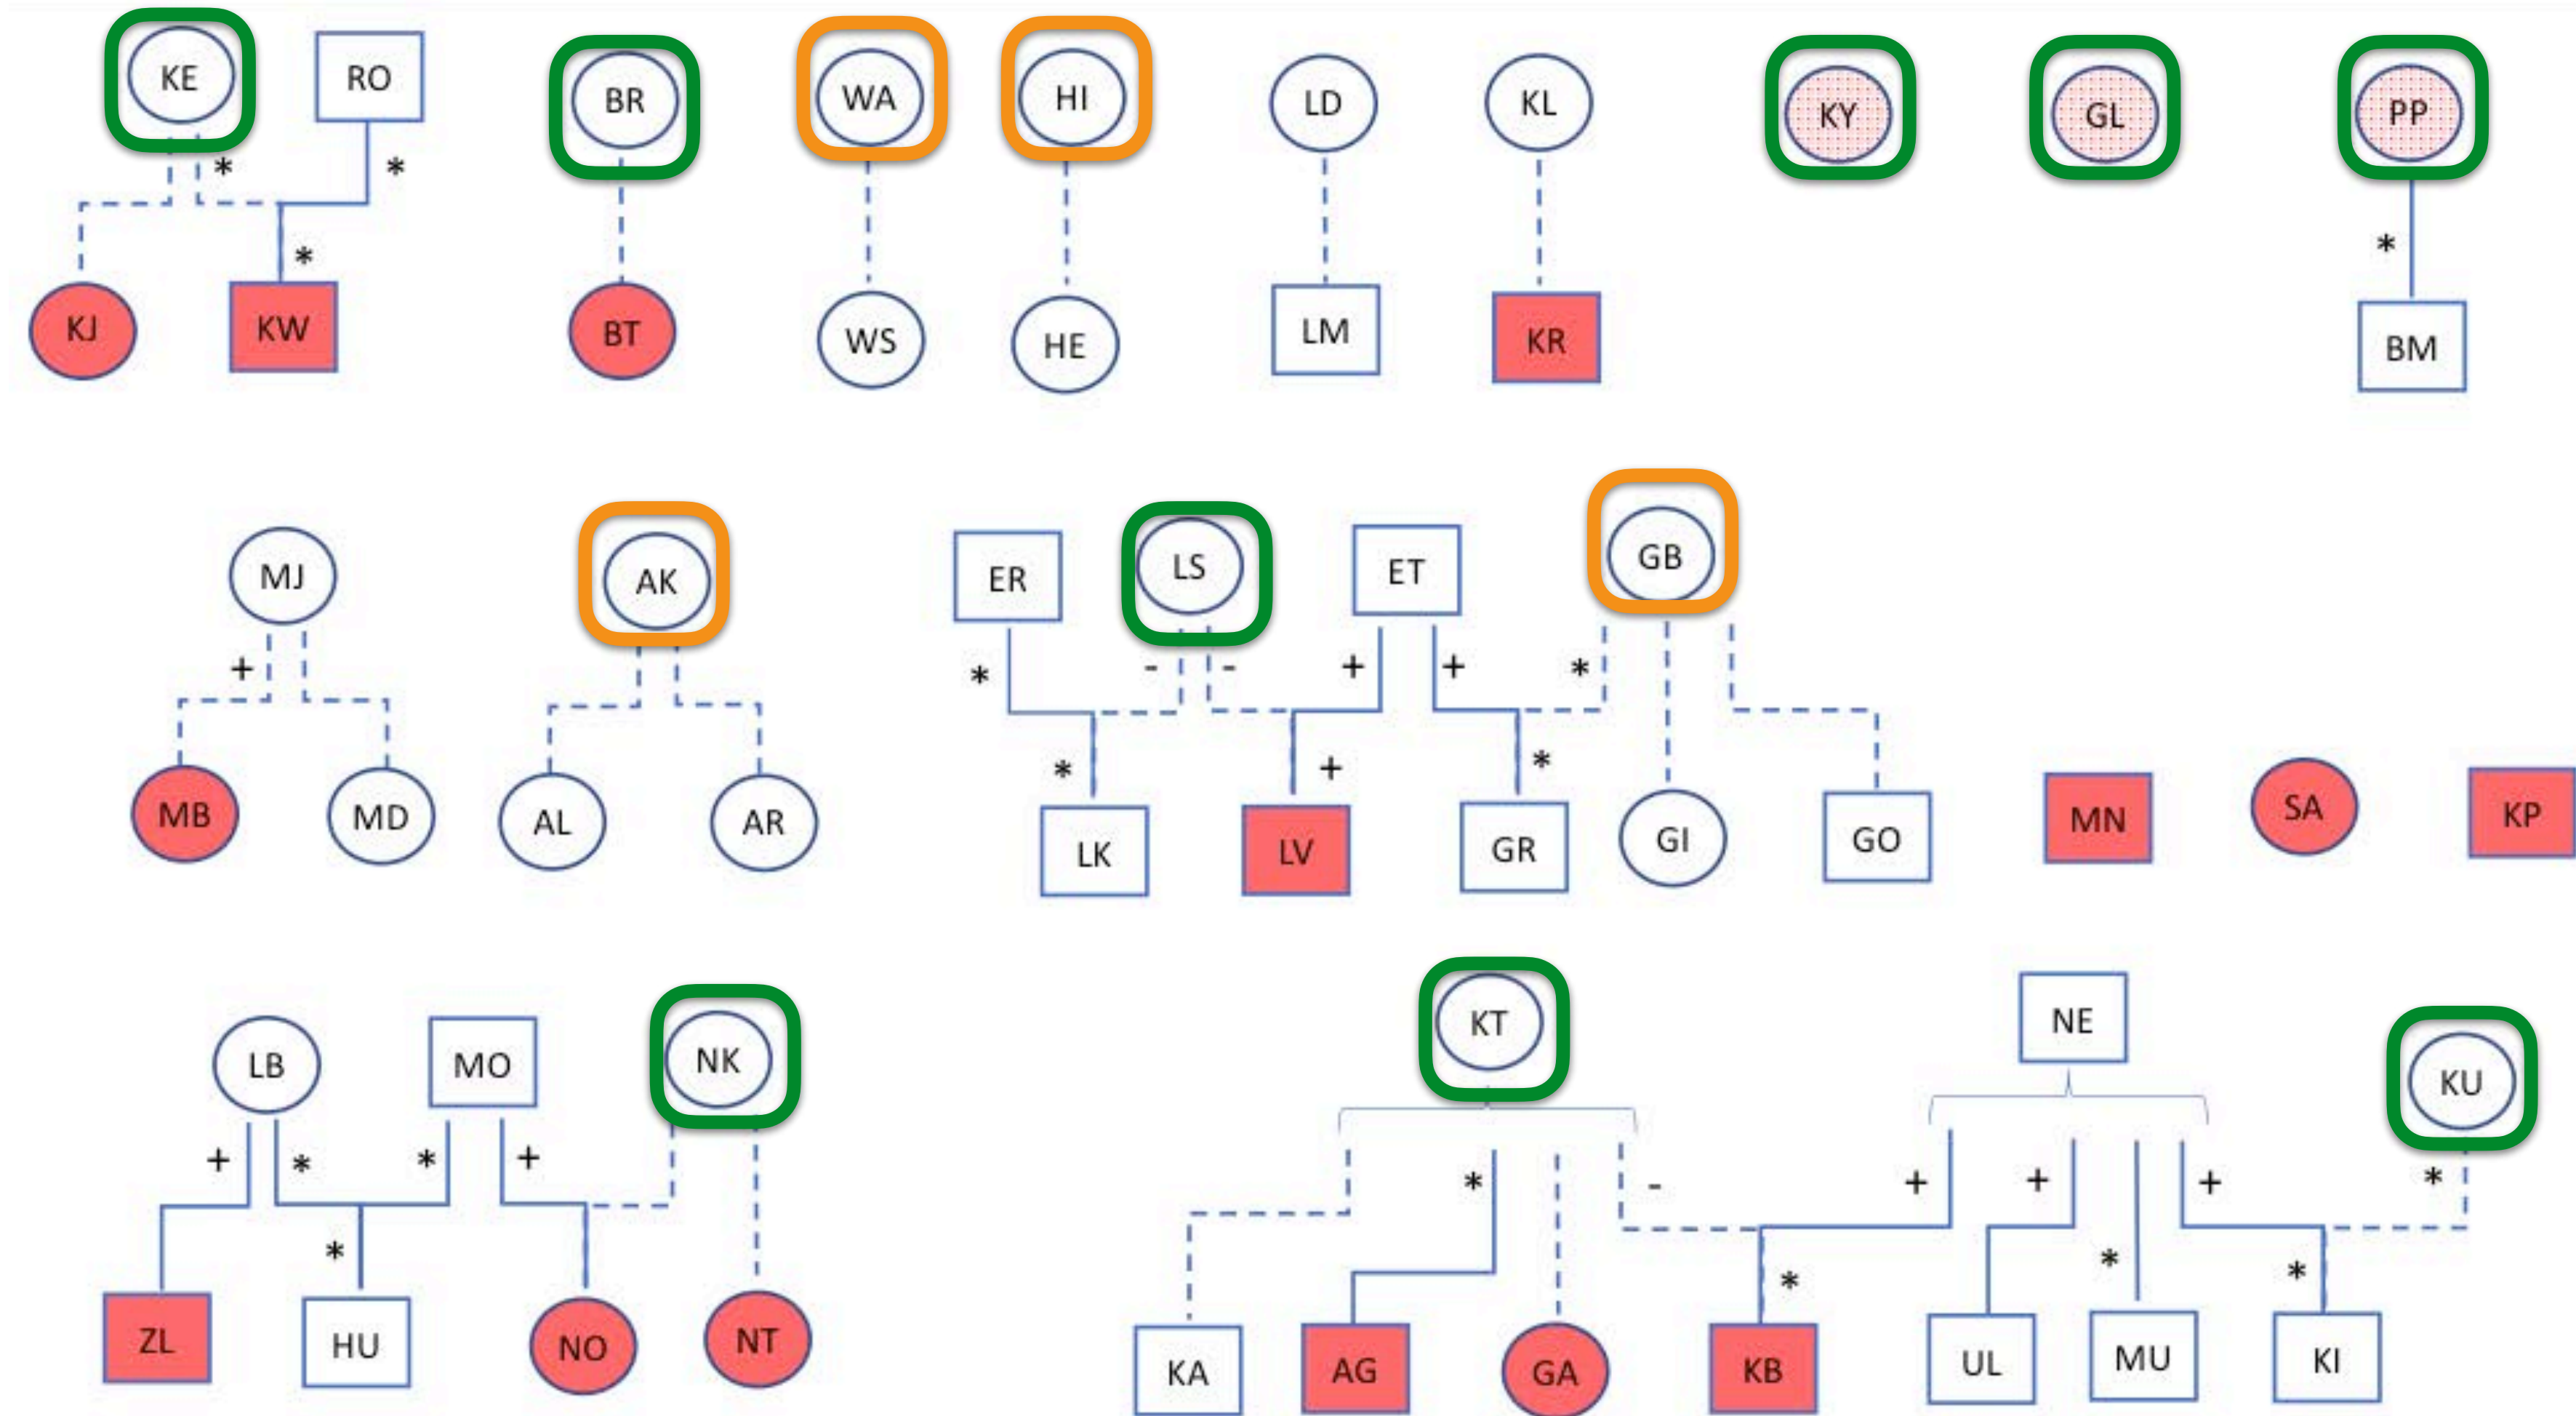 KE RO BR WA HI LD KL KY GL PP
* *
* *
KJ KW BT WS HE LM KR BM
MJ AK ER LS ET GB
+ * - - + + *
* + *
MB MD AL AR LK LV GR GI GO MN SA KP
LB MO NK KT NE KU
+ * * + * - + + + *
* * * *
ZL HU NO NT KA AG GA KB UL MU KI